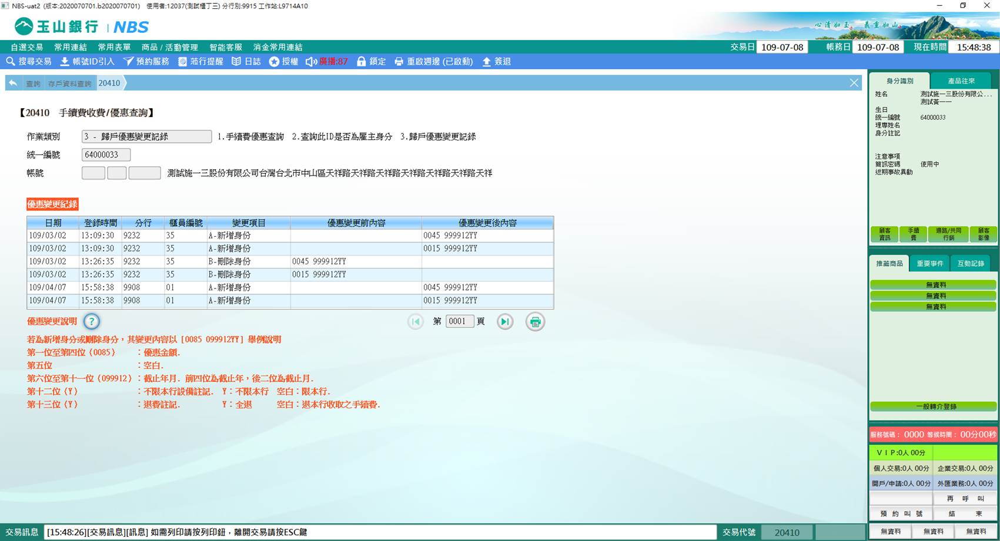 NBS-uat2 (版本:2020070701.b2020070701) 使用者:12037(測試櫃丁三) 分行別:9915 工作站:L9714A10
玉山銀行 | NBS
心清如玉 義重如山
自選交易 常用連結 常用表單 商品 / 活動管理 智能客服 消金常用連結 交易日 109-07-08 帳務日 109-07-08 現在時間 15:48:38
搜尋交易 帳號ID引入 預約服務 蒞行提醒 日誌 授權 廣播:87 鎖定 重啟週邊 (已啟動) 簽退
查詢 存戶資料查詢 20410
【20410 手續費收費/優惠查詢】
作業類別 3 - 歸戶優惠變更記錄 1.手續費優惠查詢 2.查詢此ID是否為雇主身分 3.歸戶優惠變更記錄
統一編號 64000033
帳號 測試施一三股份有限公司台灣台北市中山區天祥路天祥路天祥路天祥路天祥路天祥路天祥
優惠變更紀錄
日期 登錄時間 分行 櫃員編號 變更項目 優惠變更前內容 優惠變更後內容
109/03/02 13:09:30 9232 35 A-新增身份 0045 999912YY
109/03/02 13:09:30 9232 35 A-新增身份 0015 999912YY
109/03/02 13:26:35 9232 35 B-刪除身份 0045 999912YY
109/03/02 13:26:35 9232 35 B-刪除身份 0015 999912YY
109/04/07 15:58:38 9908 01 A-新增身份 0045 999912YY
109/04/07 15:58:38 9908 01 A-新增身份 0015 999912YY
優惠變更說明 ? 第 0001 頁
若為新增身分或刪除身分，其變更內容以 [0085 099912YY] 舉例說明
第一位至第四位（0085） ：優惠金額.
第五位 ：空白.
第六位至第十一位（099912）：截止年月. 前四位為截止年，後二位為截止月.
第十二位（Y） ：不限本行設備註記. Y：不限本行 空白：限本行.
第十三位（Y） ：退費註記. Y：全退 空白：退本行收取之手續費.
身分識別 產品往來
姓名 測試施一三股份有限公...
測試黃一一
生日
統一編號 64000033
理專姓名
身分註記
注意事項
簡訊密碼 使用中
近期事故異動
顧客資訊 手續費 通路/共同行銷 顧客影像
推薦商品 重要事件 互動記錄
無資料
無資料
無資料
一般轉介登錄
服務號碼： 0000 等候時間： 00分00秒
V I P:0人 00分
個人交易:0人 00分 企業交易:0人 00分
開戶/申請:0人 00分 外匯業務:0人 00分
再 呼 叫
預 約 叫 號 結 束
無資料 無資料 無資料
交易訊息 [15:48:26][交易訊息][訊息] 如需列印請按列印鈕，離開交易請按ESC鍵 交易代號 20410